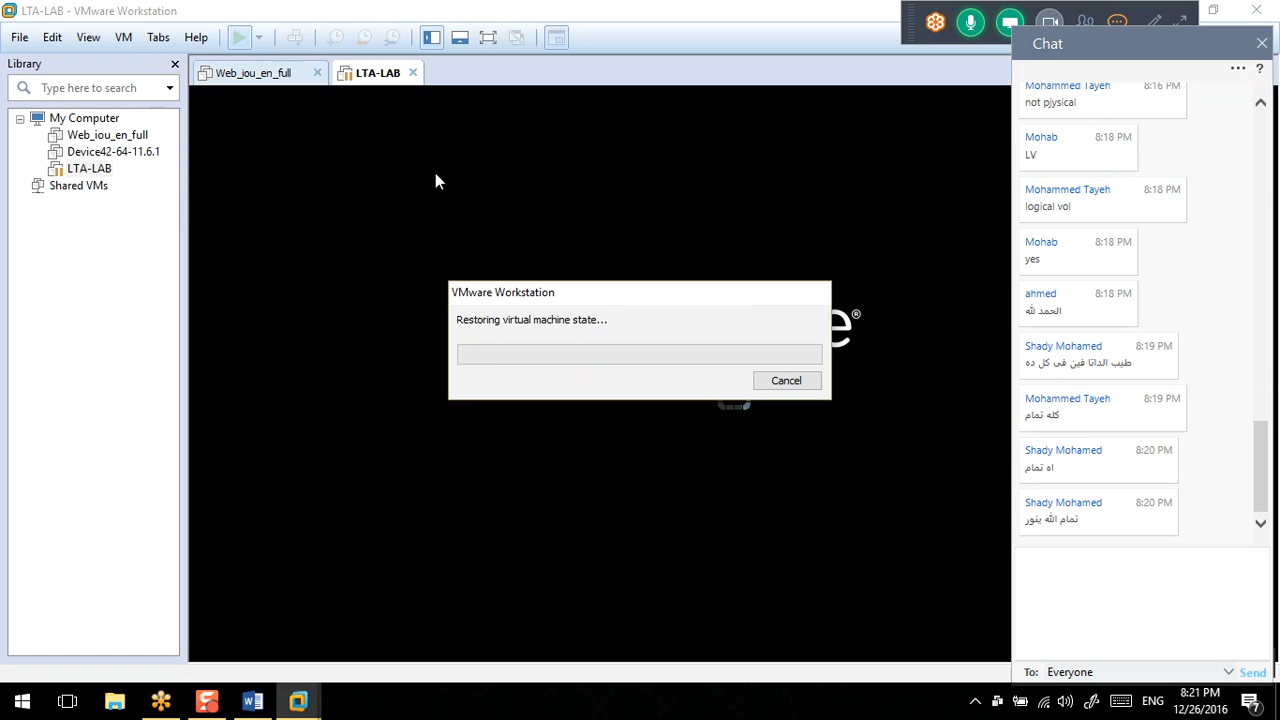 LTA-LAB - VMware Workstation
File Edit View VM Tabs Help
Library
Type here to search
My Computer
Web_iou_en_full
Device42-64-11.6.1
LTA-LAB
Shared VMs
Web_iou_en_full
LTA-LAB
e®
VMware Workstation
Restoring virtual machine state...
Cancel
Chat
... ?
Mohammed Tayeh 8:16 PM
not pjysical
Mohab 8:18 PM
LV
Mohammed Tayeh 8:18 PM
logical vol
Mohab 8:18 PM
yes
ahmed 8:18 PM
الحمد لله
Shady Mohamed 8:19 PM
طيب الداتا فين فى كل ده
Mohammed Tayeh 8:19 PM
كله تمام
Shady Mohamed 8:20 PM
اه تمام
Shady Mohamed 8:20 PM
تمام الله ينور
To: Everyone Send
ENG
8:21 PM
12/26/2016
7